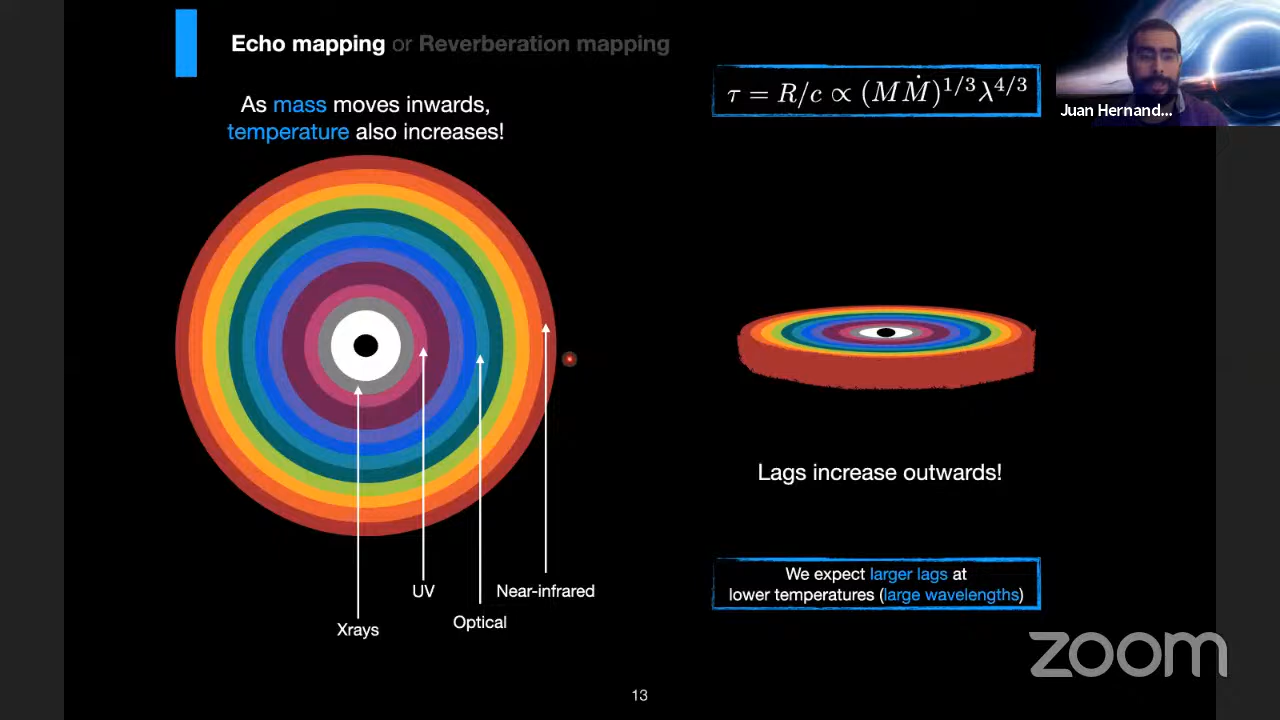 Echo mapping or Reverberation mapping
As mass moves inwards,
temperature also increases!
τ = R/c ∝ (MṀ)^{1/3}λ^{4/3}
Juan Hernand...
Lags increase outwards!
Xrays
UV
Optical
Near-infrared
We expect larger lags at
lower temperatures (large wavelengths)
zoom
13